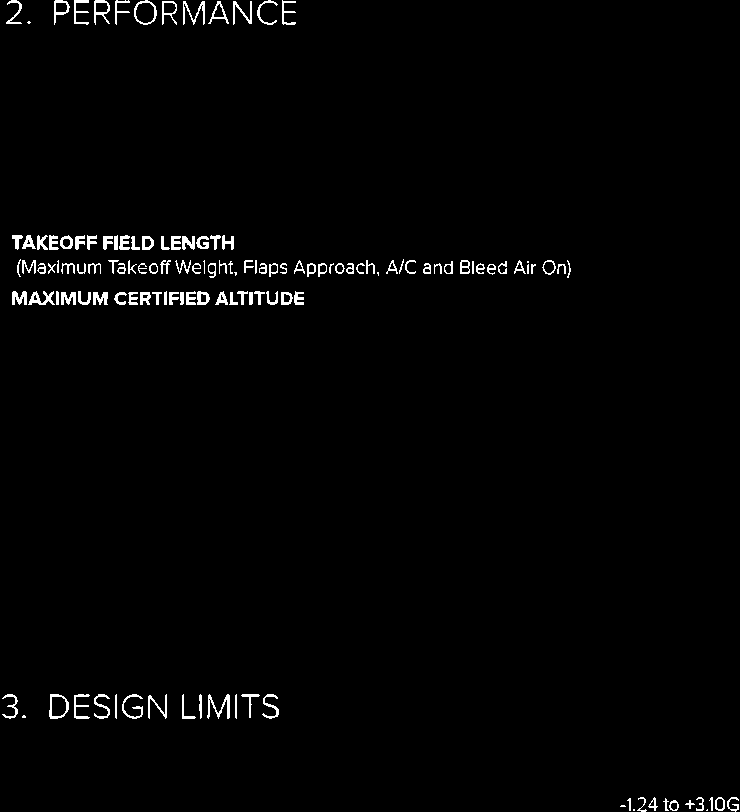 2. PERFORMANCE
TAKEOFF FIELD LENGTH
(Maximum Takeoff Weight, Flaps Approach, A/C and Bleed Air On)
MAXIMUM CERTIFIED ALTITUDE
3. DESIGN LIMITS
-1.24 to +3.10G